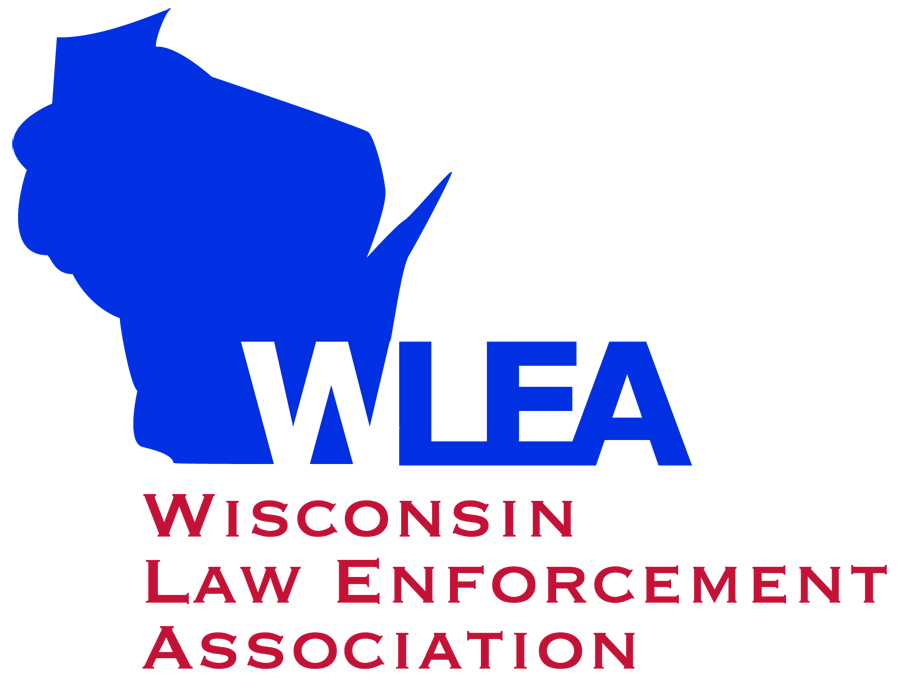 WLEA
Wisconsin
Law Enforcement
Association